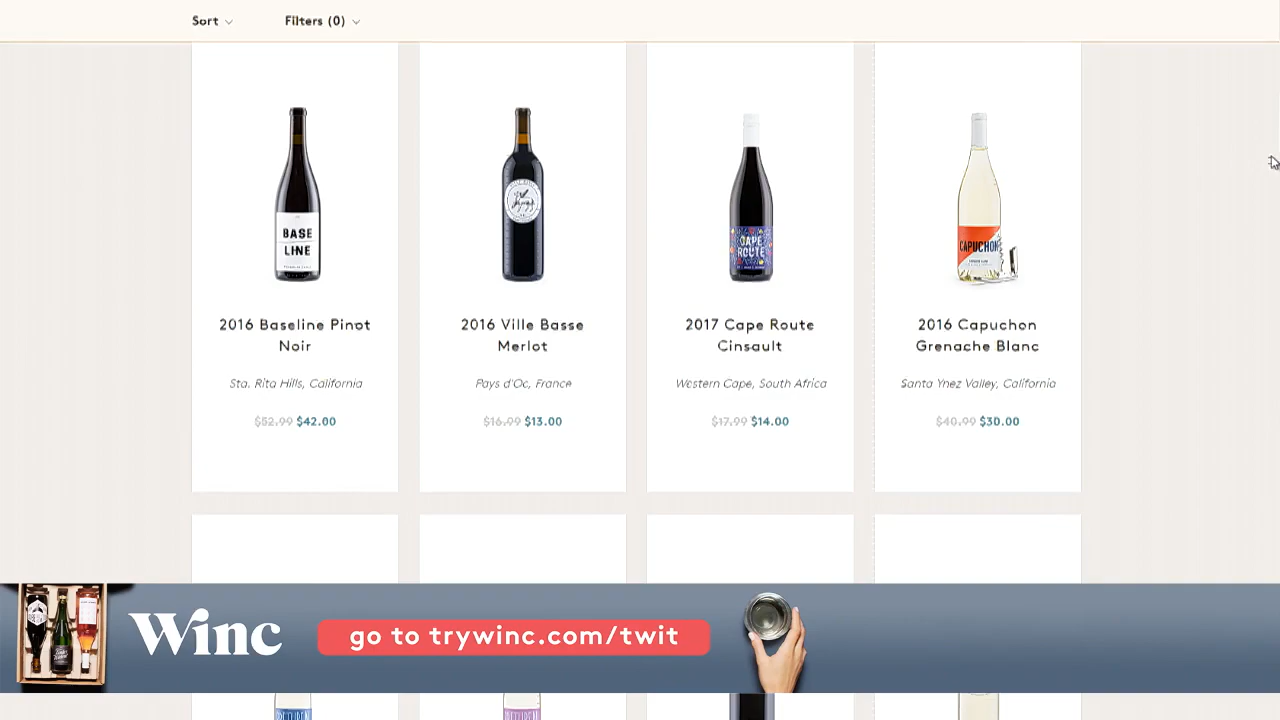 Sort
Filters (0)
BASE
LINE
CAPE
ROUTE
CAPUCHON
2016 Baseline Pinot
Noir
2016 Ville Basse
Merlot
2017 Cape Route
Cinsault
2016 Capuchon
Grenache Blanc
Sta. Rita Hills, California
Pays d'Oc, France
Western Cape, South Africa
Santa Ynez Valley, California
$52.99 $42.00
$16.99 $13.00
$17.99 $14.00
$40.99 $30.00
Winc
go to trywinc.com/twit